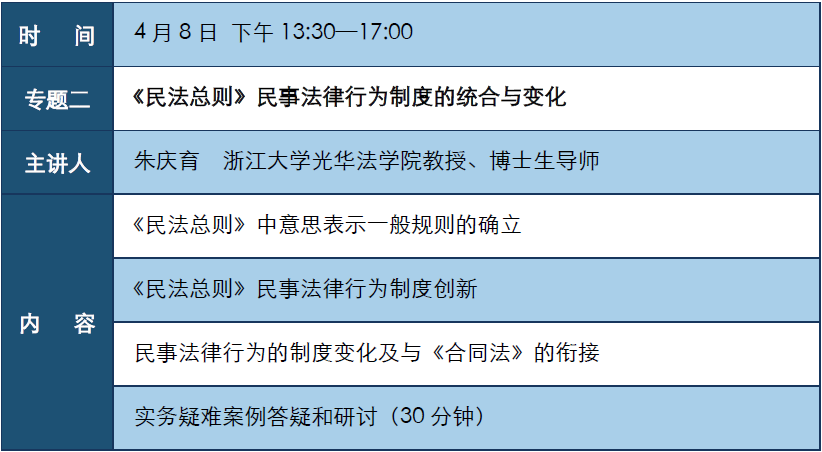 时 间 4月8日 下午 13:30—17:00
专题二 《民法总则》民事法律行为制度的统合与变化
主讲人 朱庆育 浙江大学光华法学院教授、博士生导师
《民法总则》中意思表示一般规则的确立
《民法总则》民事法律行为制度创新
内 容
民事法律行为的制度变化及与《合同法》的衔接
实务疑难案例答疑和研讨（30分钟）